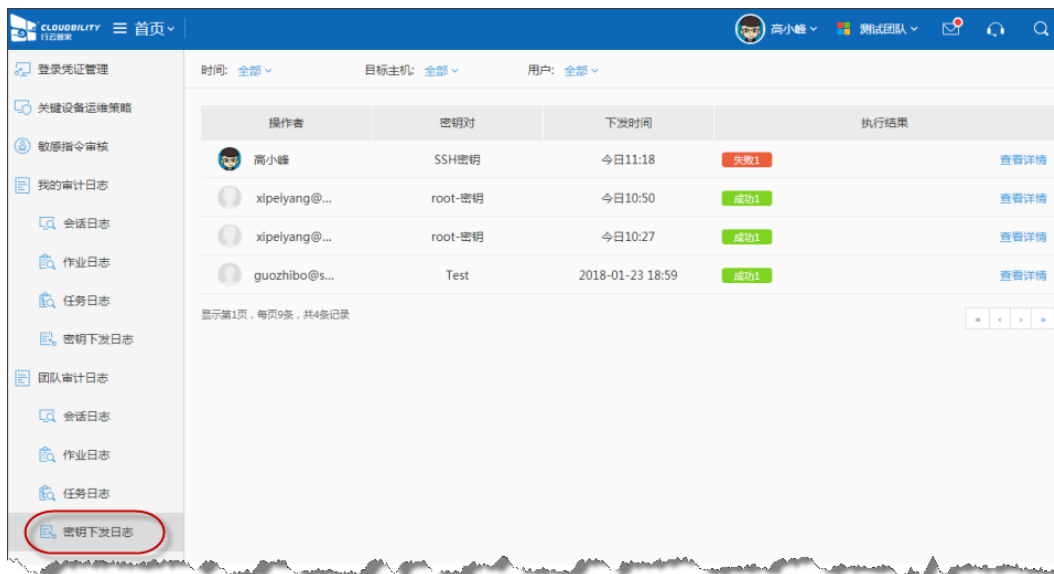 CLOUDBILITY 行云管家 首页 高小峰 测试团队
登录凭证管理
关键设备运维策略
敏感指令审核
我的审计日志
会话日志
作业日志
任务日志
密钥下发日志
团队审计日志
会话日志
作业日志
任务日志
密钥下发日志
时间: 全部 目标主机: 全部 用户: 全部
操作者 密钥对 下发时间 执行结果
高小峰 SSH密钥 今日11:18 失败1 查看详情
xipeiyang@... root-密钥 今日10:50 成功1 查看详情
xipeiyang@... root-密钥 今日10:27 成功1 查看详情
guozhibo@s... Test 2018-01-23 18:59 成功1 查看详情
显示第1页，每页9条，共4条记录 « ‹ › »